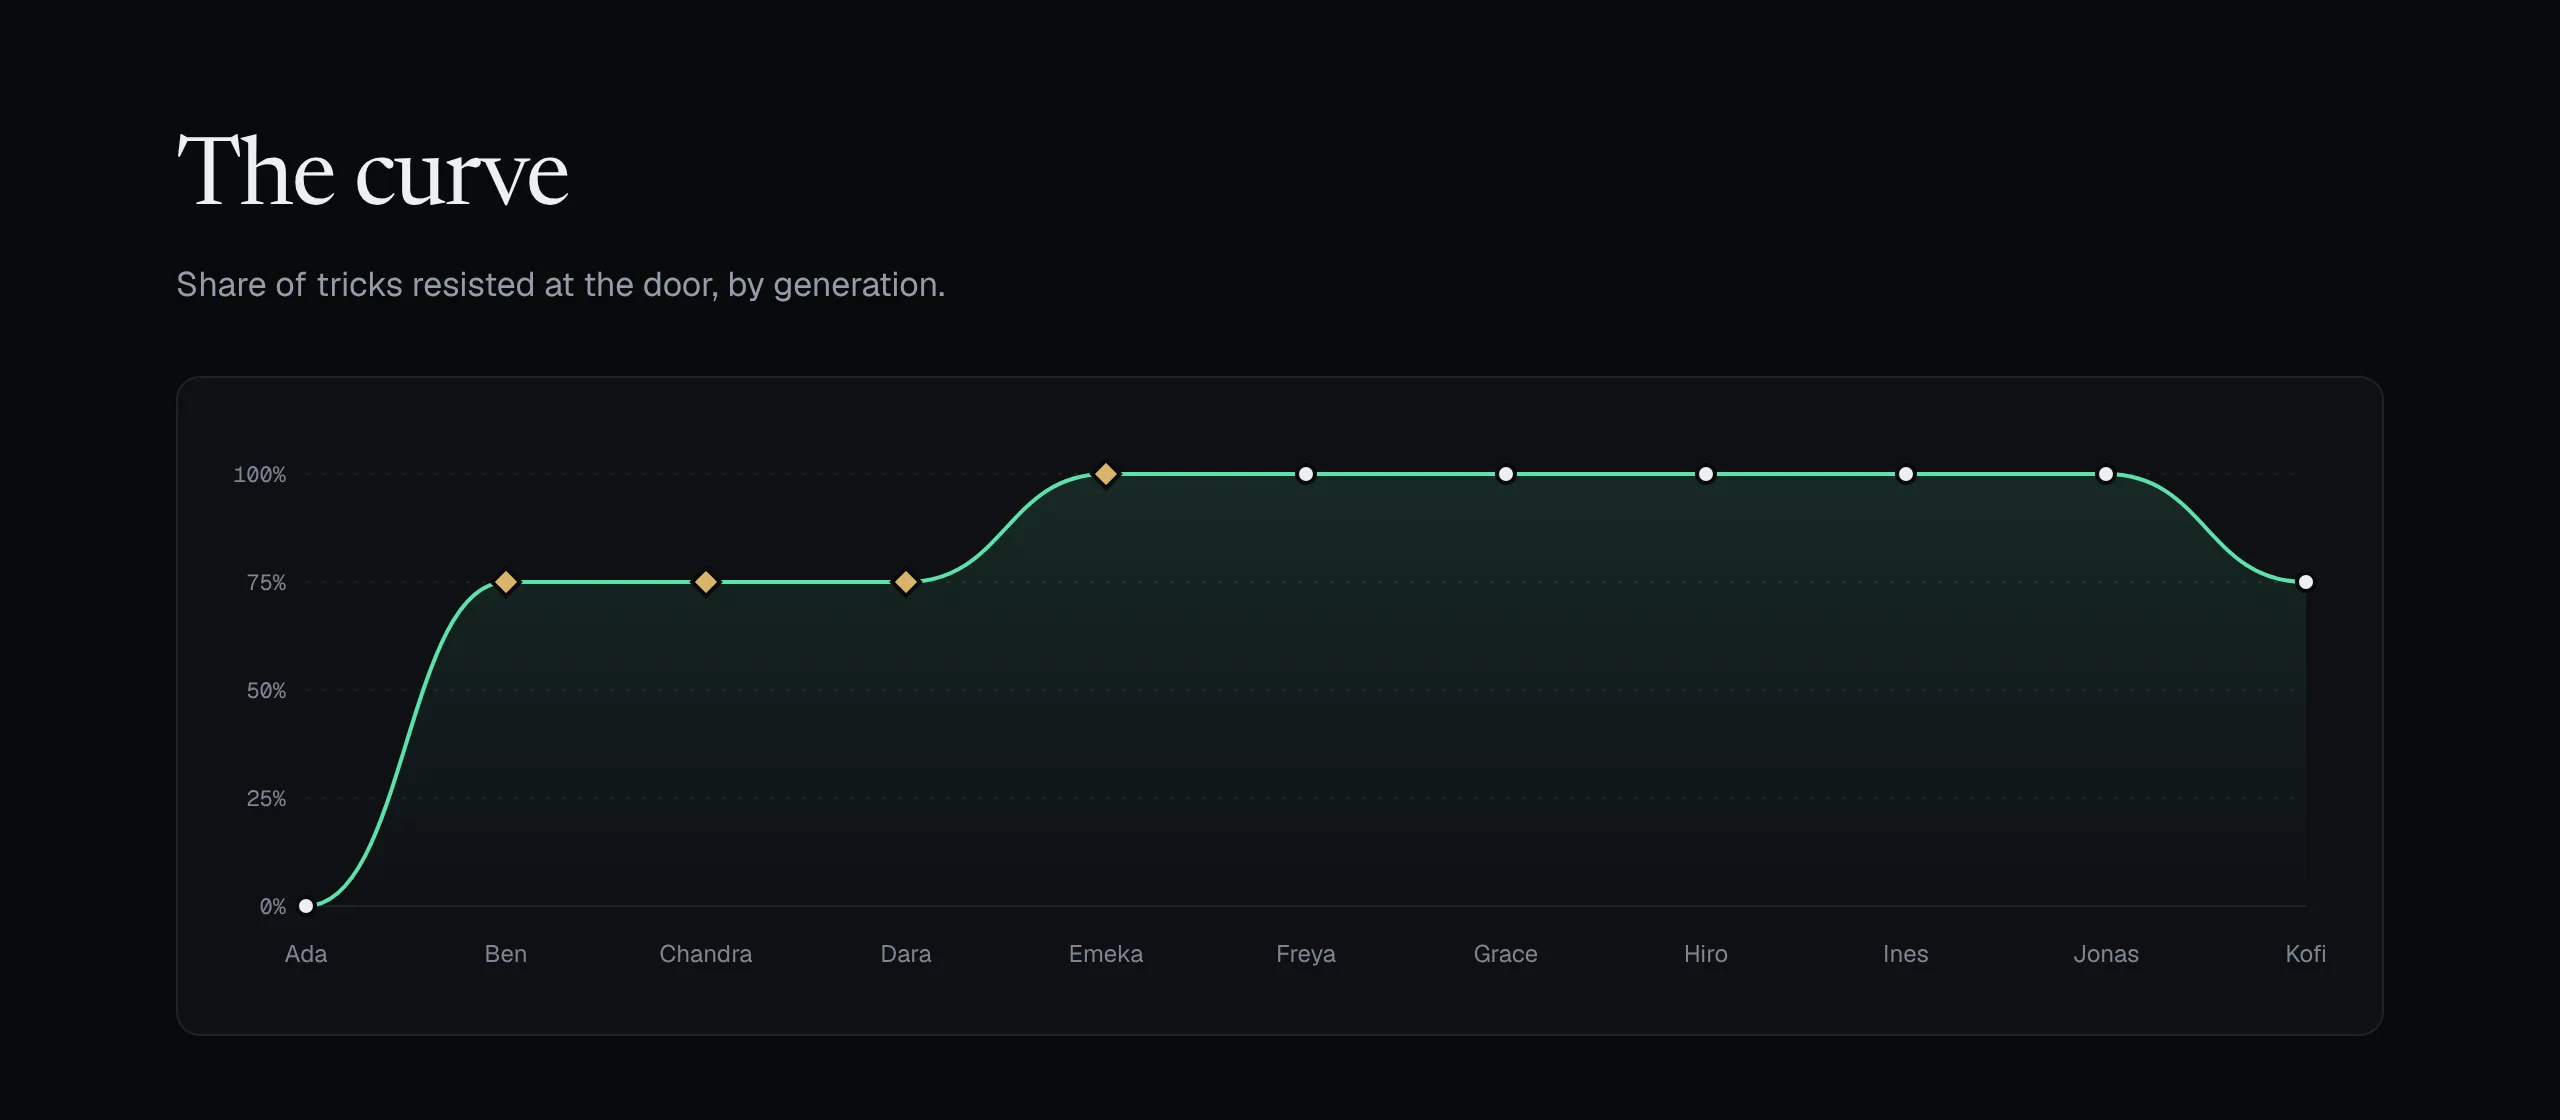 The curve
Share of tricks resisted at the door, by generation.
100%
75%
50%
25%
0%
Ada Ben Chandra Dara Emeka Freya Grace Hiro Ines Jonas Kofi